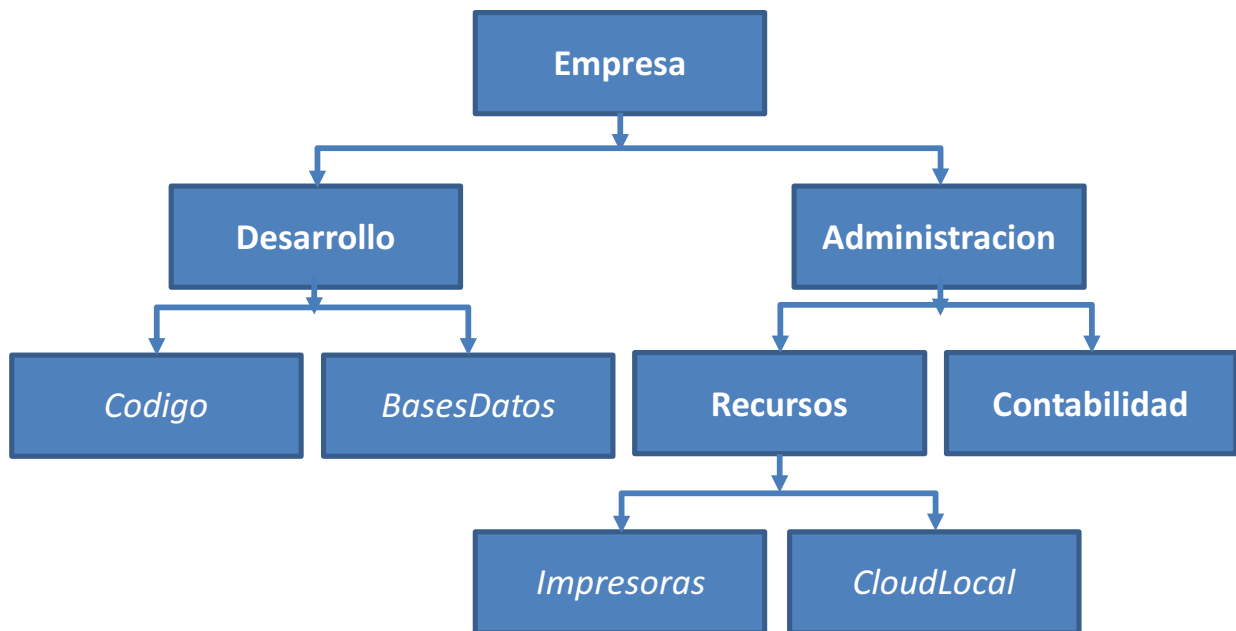 Empresa
Desarrollo
Administracion
Codigo
BasesDatos
Recursos
Contabilidad
Impresoras
CloudLocal